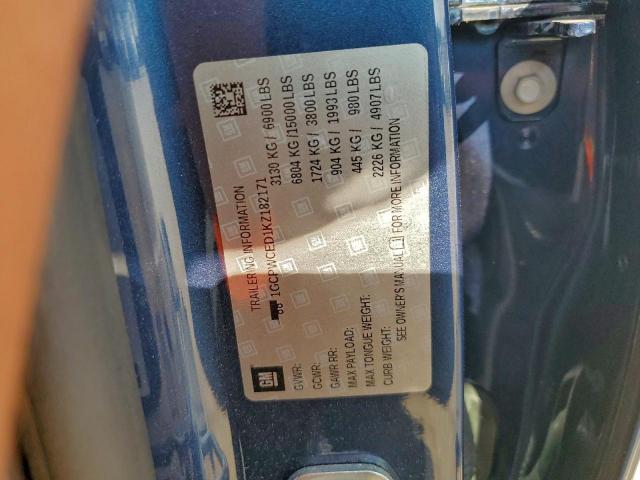 TRAILERING INFORMATION
1GCPWCED1KZ182171
GM
GVWR: 3130 KG / 6900 LBS
GCWR: 6804 KG / 15000 LBS
GAWR RR: 1724 KG / 3800 LBS
MAX PAYLOAD: 904 KG / 1993 LBS
MAX TONGUE WEIGHT: 445 KG / 980 LBS
CURB WEIGHT: 2226 KG / 4907 LBS
SEE OWNER'S MANUAL FOR MORE INFORMATION